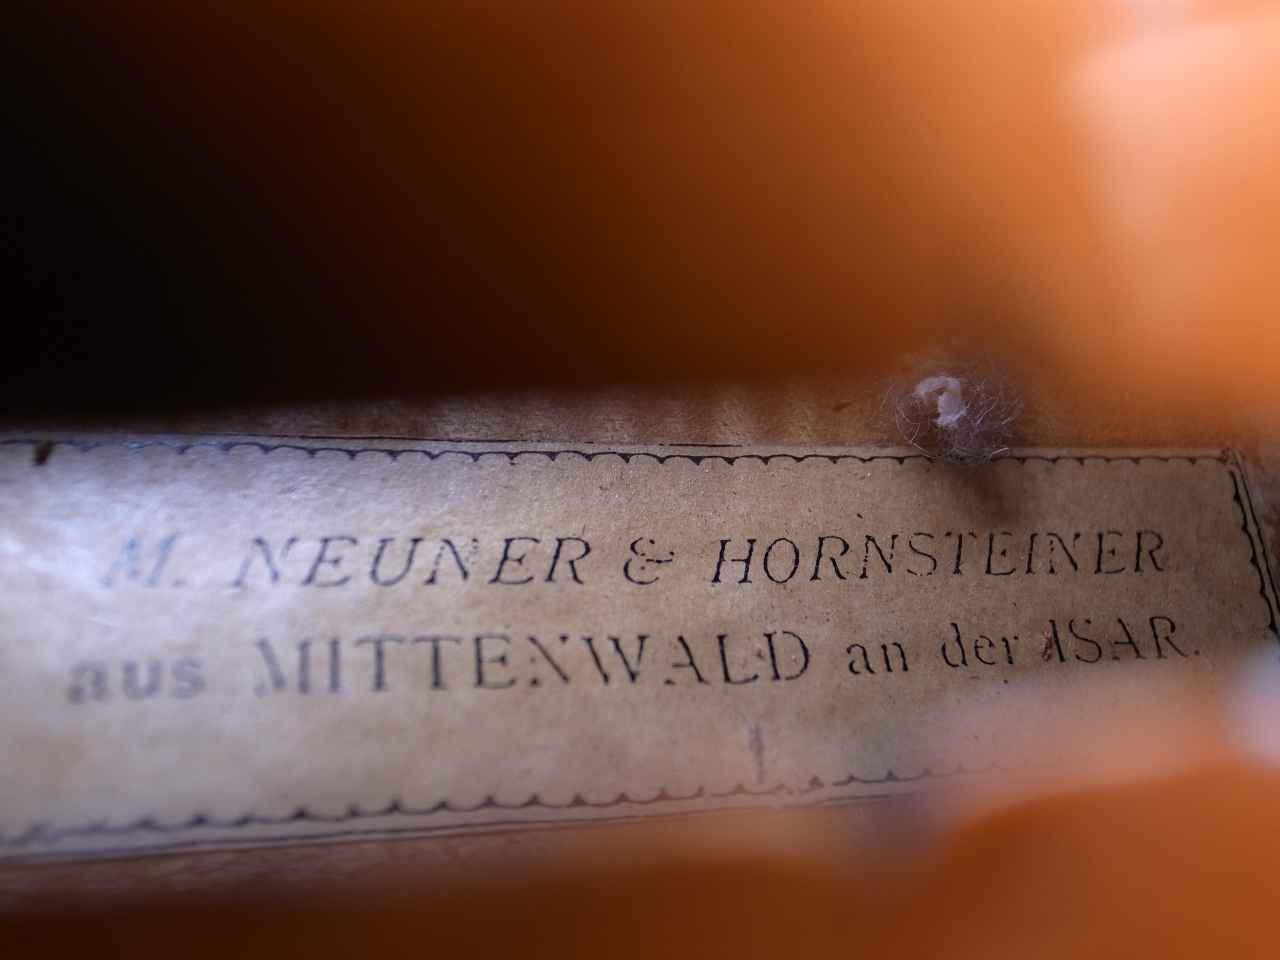 M. NEUNER & HORNSTEINER
aus MITTENWALD an der ISAR.